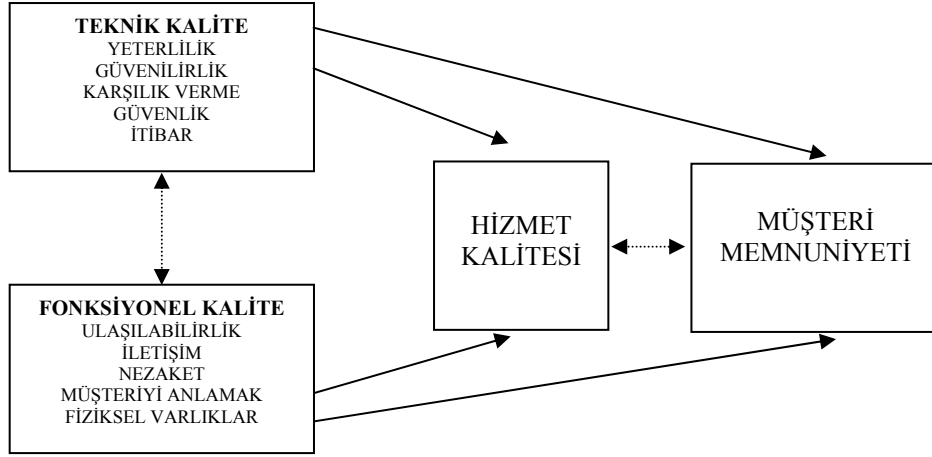 TEKNİK KALİTE
YETERLİLİK
GÜVENİLİRLİK
KARŞILIK VERME
GÜVENLİK
İTİBAR
HİZMET
KALİTESİ
MÜŞTERİ
MEMNUNİYETİ
FONKSİYONEL KALİTE
ULAŞILABİLİRLİK
İLETİŞİM
NEZAKET
MÜŞTERİYİ ANLAMAK
FİZİKSEL VARLIKLAR